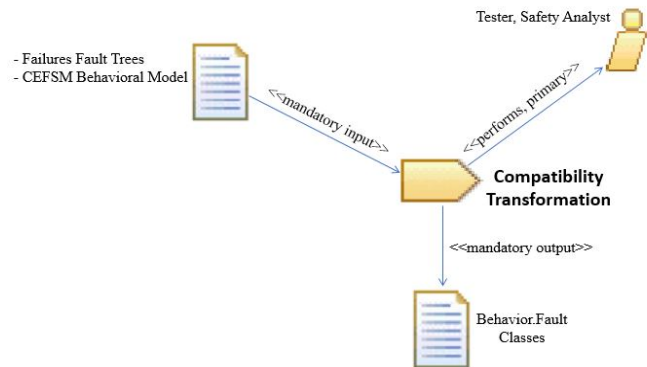 Tester, Safety Analyst
- Failures Fault Trees
- CEFSM Behavioral Model
<<mandatory input>>
<<performs, primary>>
Compatibility
Transformation
<<mandatory output>>
Behavior.Fault
Classes